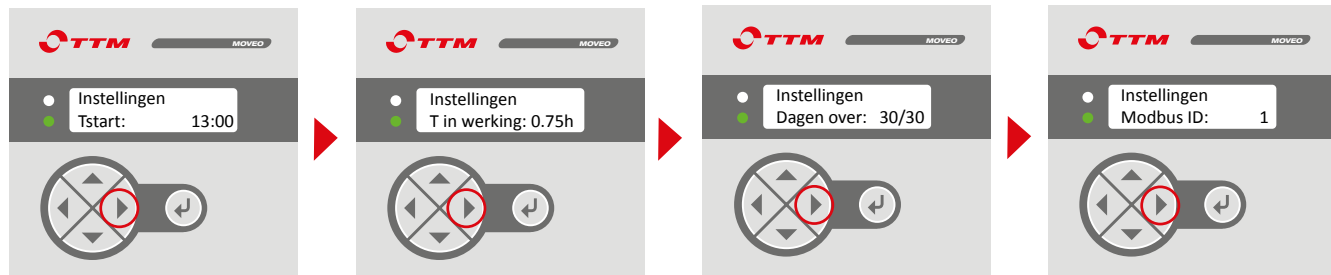 TTM MOVEO
Instellingen
Tstart: 13:00
TTM MOVEO
Instellingen
T in werking: 0.75h
TTM MOVEO
Instellingen
Dagen over: 30/30
TTM MOVEO
Instellingen
Modbus ID: 1